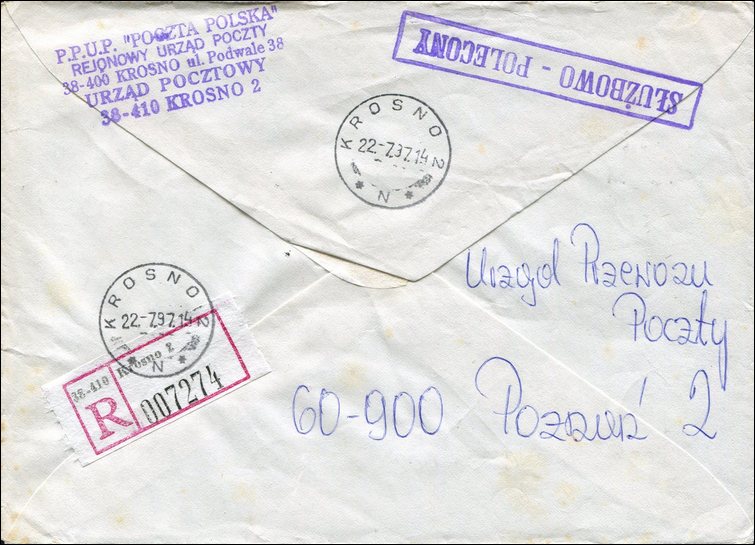 P.P.U.P. "POCZTA POLSKA"
REJONOWY URZĄD POCZTY
38-400 KROSNO ul. Podwale 38
URZĄD POCZTOWY
38-410 KROSNO 2
SŁUŻBOWO - POLECONY
KROSNO 2
22.-7.97.14
* N *
Urząd Przewozu
Poczty
60-900 Poznań 2
KROSNO 2
22.-7.97.14
* N *
38-410 Krosno 2
R 007274